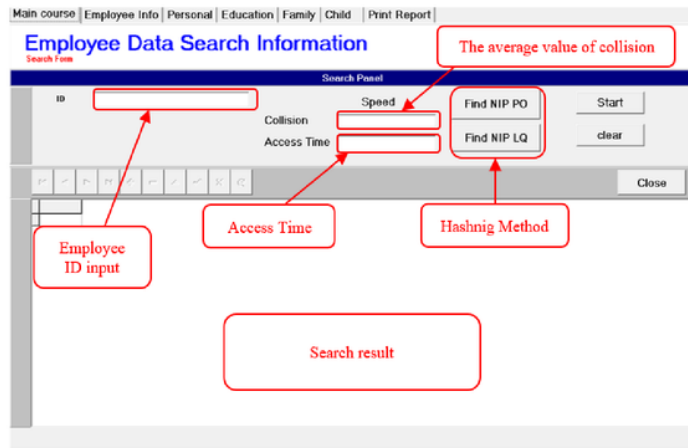 Main course Employee Info Personal Education Family Child Print Report
Employee Data Search Information
Search Form
The average value of collision
Search Panel
ID
Speed
Find NIP PO
Start
Collision
Access Time
Find NIP LQ
clear
Close
Employee
ID input
Access Time
Hashnig Method
Search result